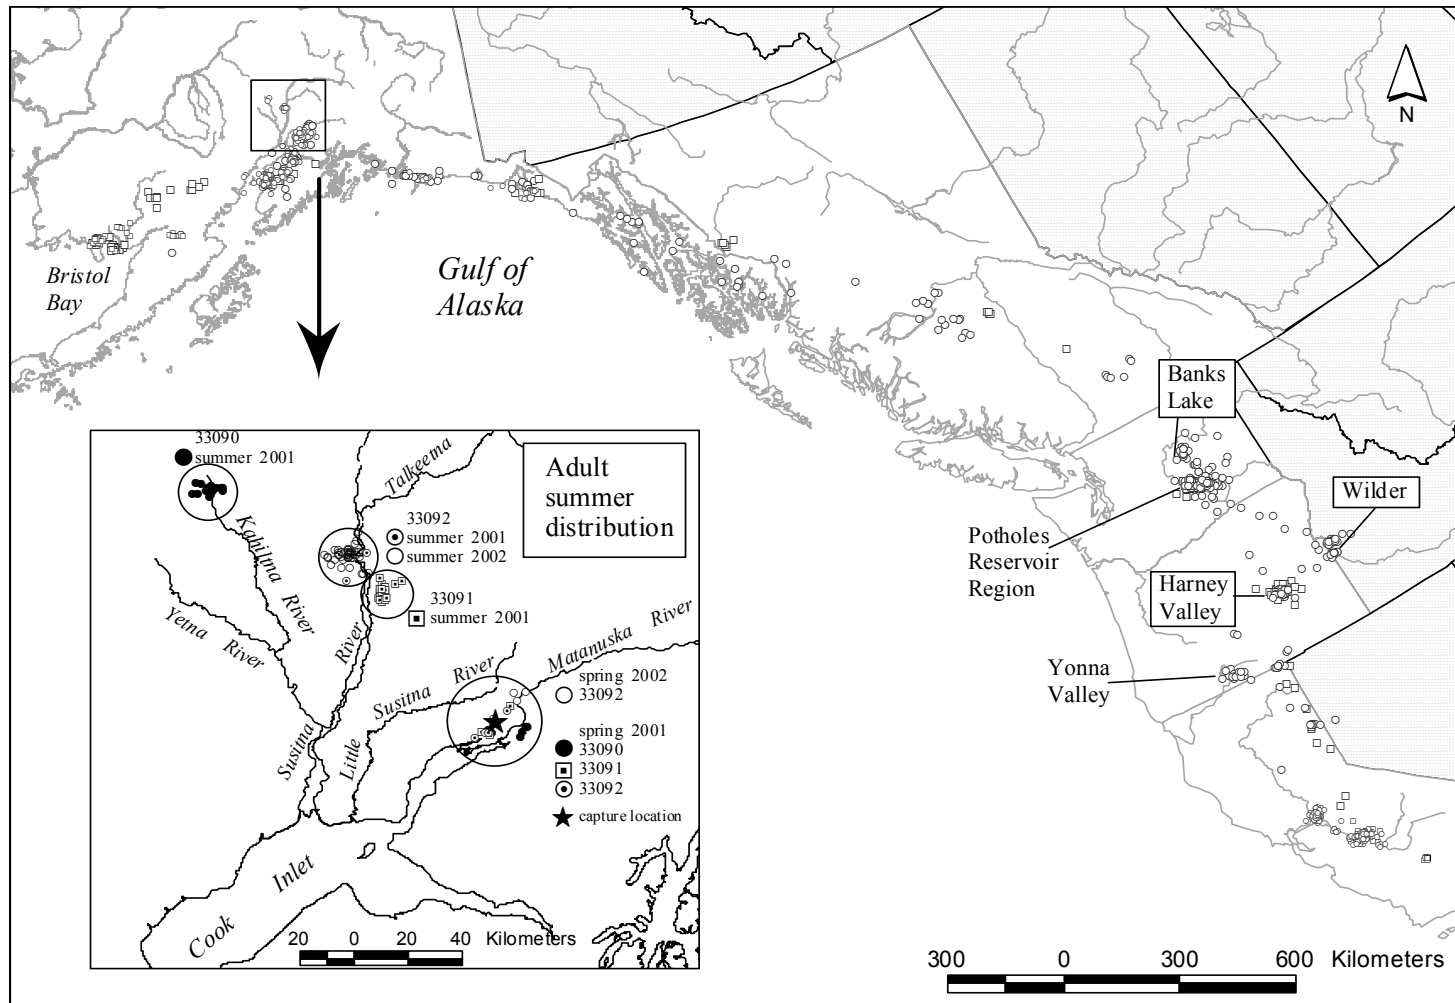 N
Bristol
Bay
Gulf of
Alaska
Banks
Lake
Wilder
Potholes
Reservoir
Region
Harney
Valley
Yonna
Valley
33090
summer 2001
Talkeetna
Adult
summer
distribution
33092
summer 2001
summer 2002
Kahiltna River
33091
summer 2001
Yetna River
River
Matanuska River
Susitna River
spring 2002
33092
spring 2001
33090
33091
33092
capture location
Susitna
Little
Cook Inlet
20 0 20 40 Kilometers
300 0 300 600 Kilometers